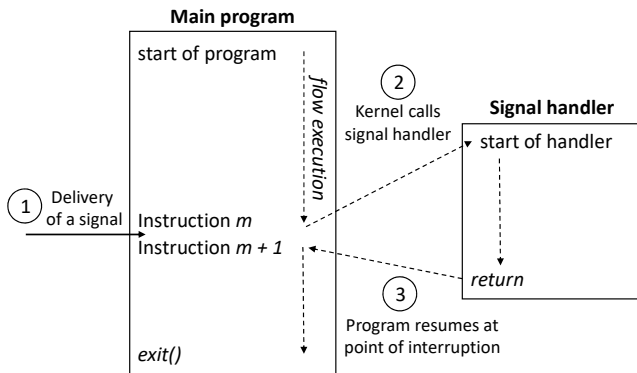 Main program
start of program
flow execution
2
Kernel calls
signal handler
Signal handler
start of handler
1
Delivery
of a signal
Instruction m
Instruction m + 1
return
3
Program resumes at
point of interruption
exit()